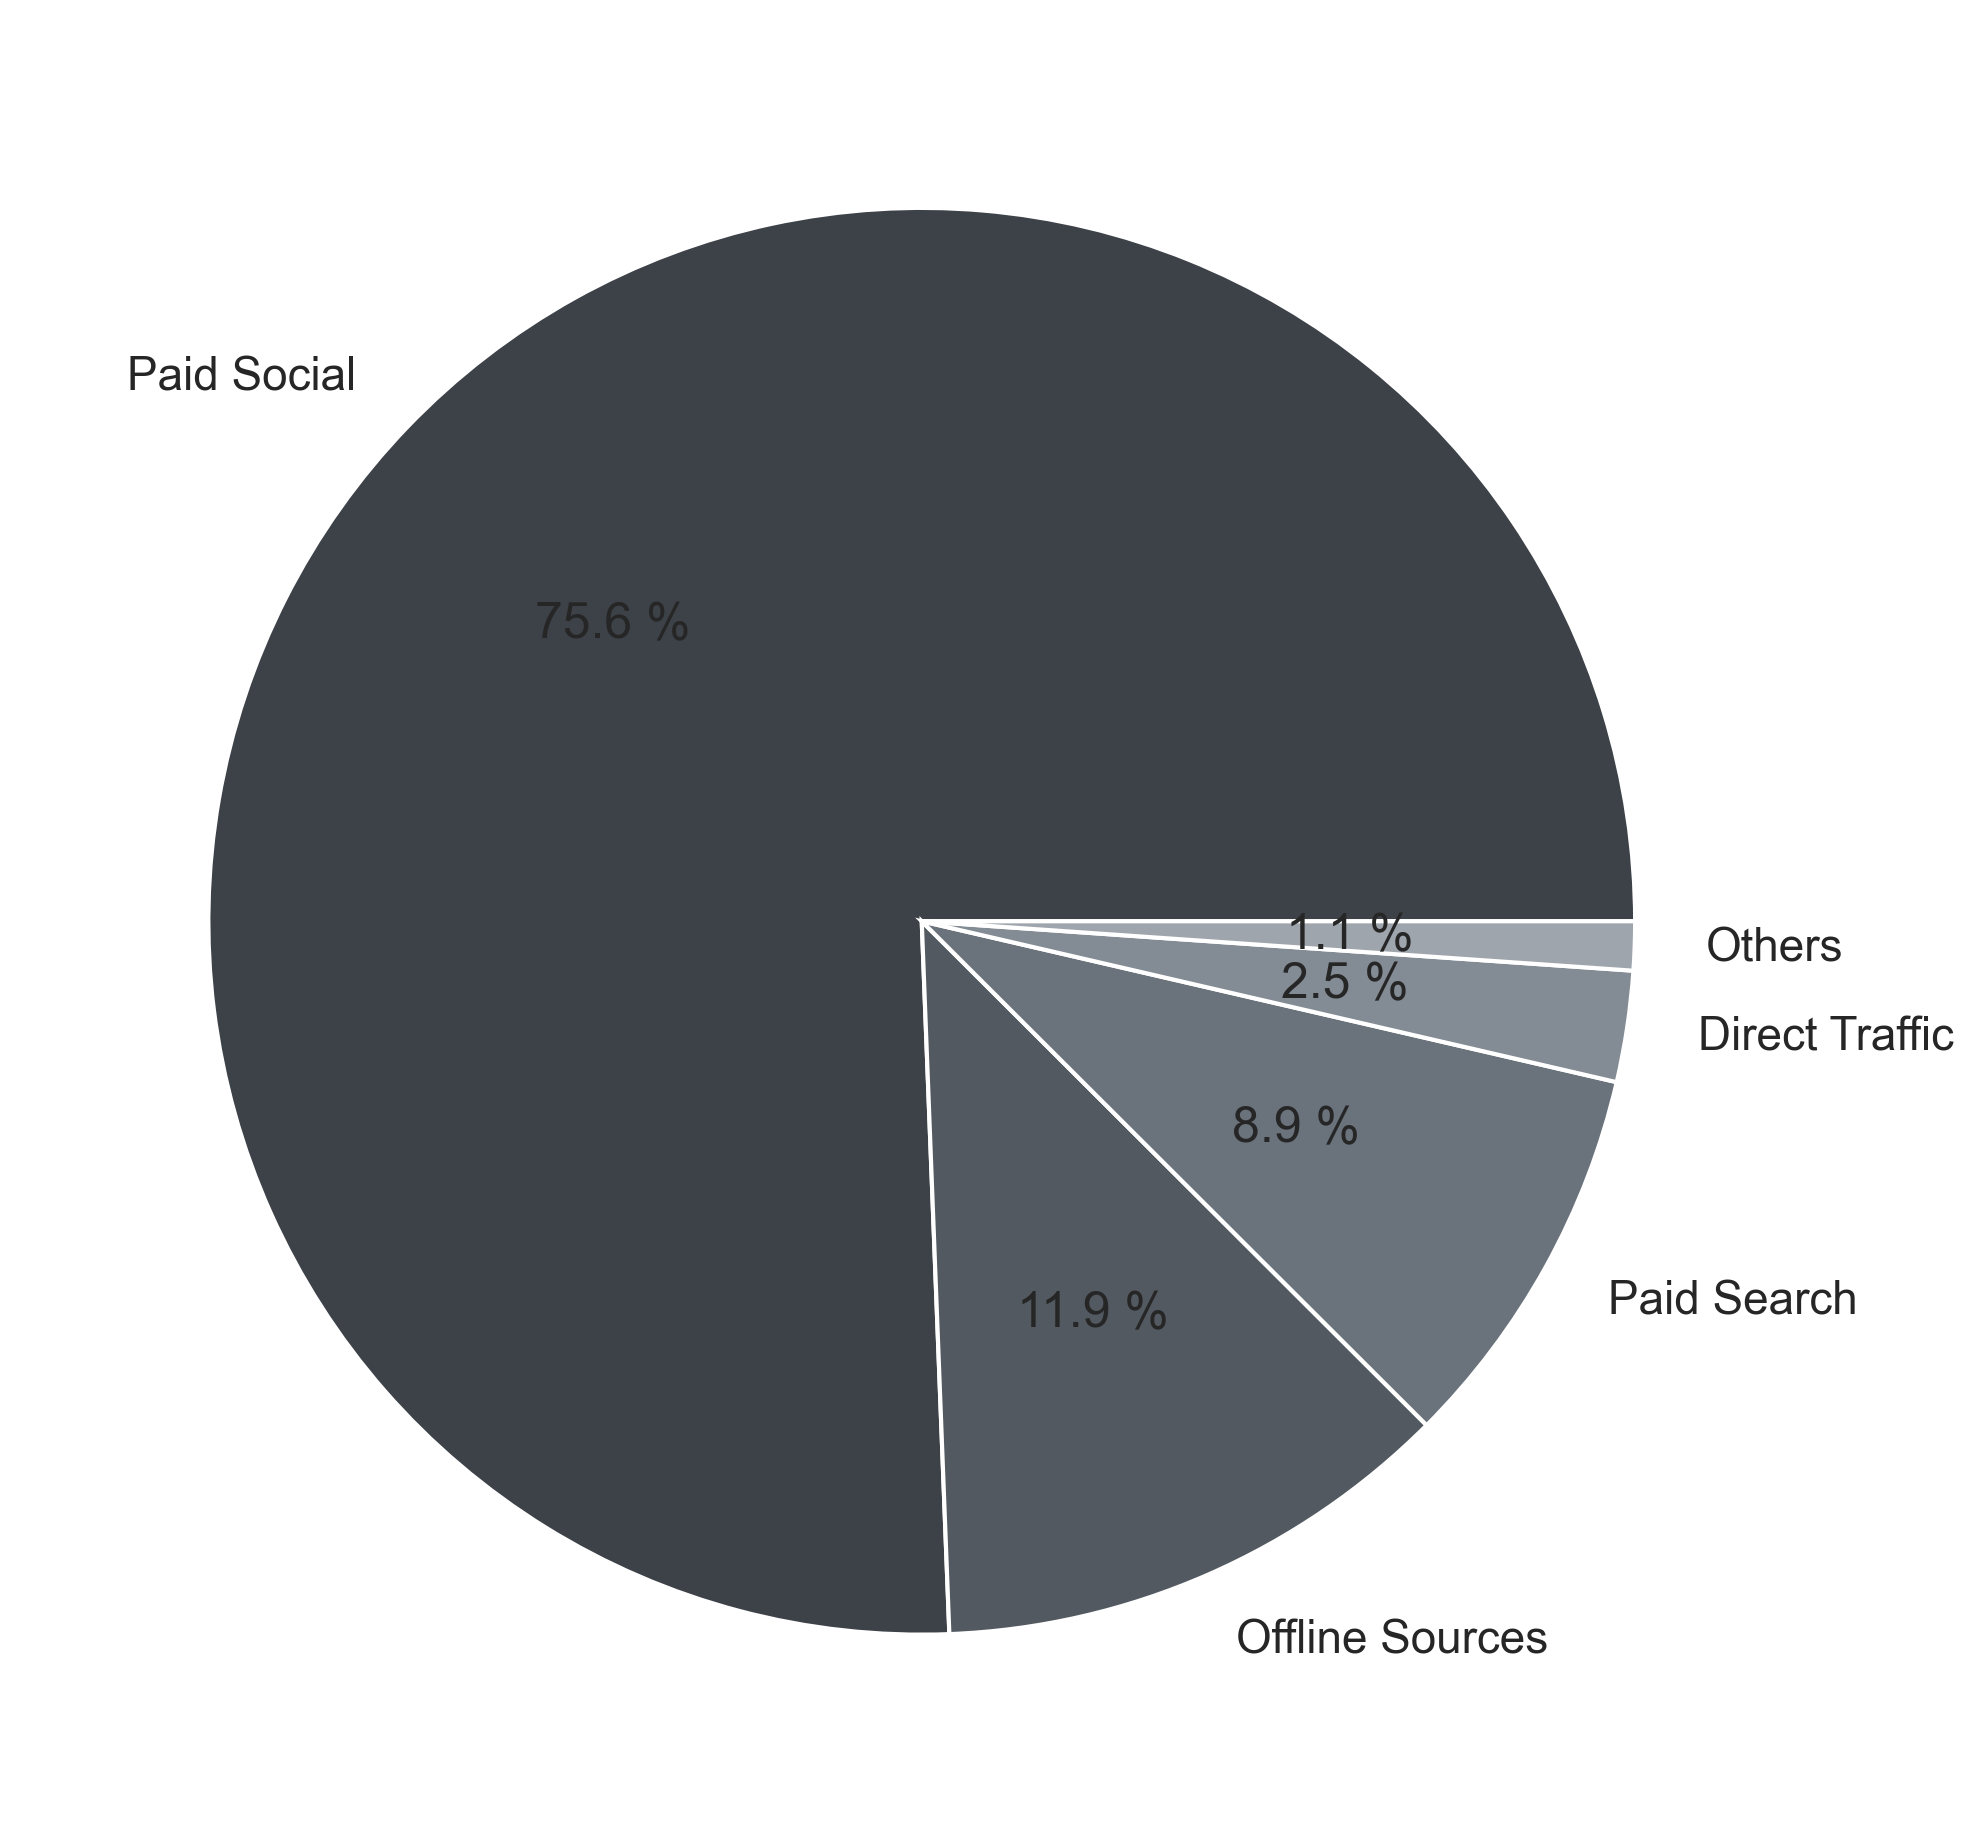 Paid Social
75.6 %
1.1 %
Others
2.5 %
Direct Traffic
8.9 %
Paid Search
11.9 %
Offline Sources